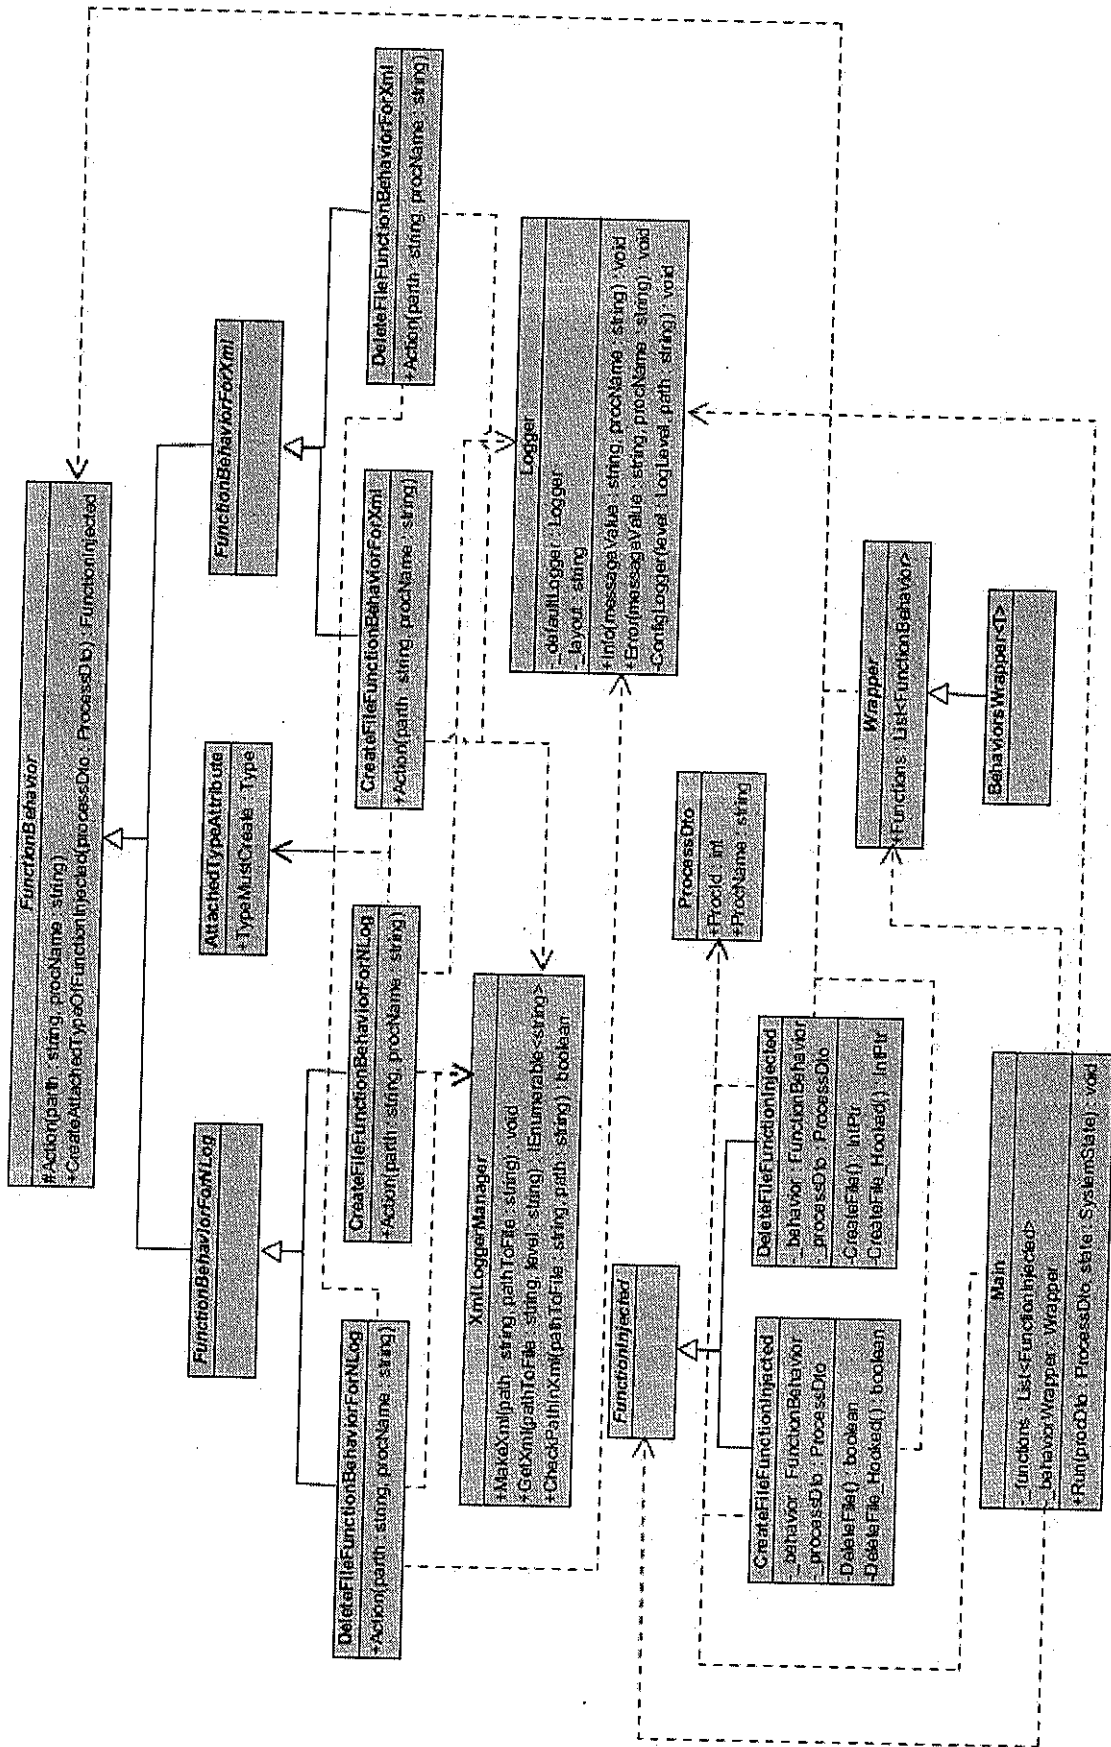 FunctionBehavior
#Action(parth : string, procName : string)
+CreateAttachedTypeOfFunctionInjected(processDto : ProcessDto) : FunctionInjected
FunctionBehaviorForNLog
AttachedTypeAttribute
+TypeMustCreate : Type
FunctionBehaviorForXml
DeleteFileFunctionBehaviorForNLog
+Action(parth : string, procName : string)
CreateFileFunctionBehaviorForNLog
+Action(parth : string, procName : string)
CreateFileFunctionBehaviorForXml
+Action(parth : string, procName : string)
DeleteFileFunctionBehaviorForXml
+Action(parth : string, procName : string)
XmlLoggerManager
+MakeXml(path : string, pathToFile : string) : void
+GetXml(pathToFile : string, level : string) : IEnumerable<string>
+CheckPathInXml(pathToFile : string, path : string) : boolean
Logger
-_defaultLogger : Logger
-_layout : string
+Info(messageValue : string, procName : string) : void
+Error(messageValue : string, procName : string) : void
-ConfigLogger(level : LogLevel, path : string) : void
FunctionInjected
ProcessDto
+ProcId : int
+ProcName : string
CreateFileFunctionInjected
-_behavior : FunctionBehavior
-_processDto : ProcessDto
-DeleteFile() : boolean
-DeleteFile_Hooked() : boolean
DeleteFileFunctionInjected
-_behavior : FunctionBehavior
-_processDto : ProcessDto
-CreateFile() : IntPtr
-CreateFile_Hooked() : IntPtr
Wrapper
+Functions : List<FunctionBehavior>
BehaviorsWrapper<T>
Main
-_functions : List<FunctionInjected>
-_behaviorWrapper : Wrapper
+Run(procDto : ProcessDto, state : SystemState) : void